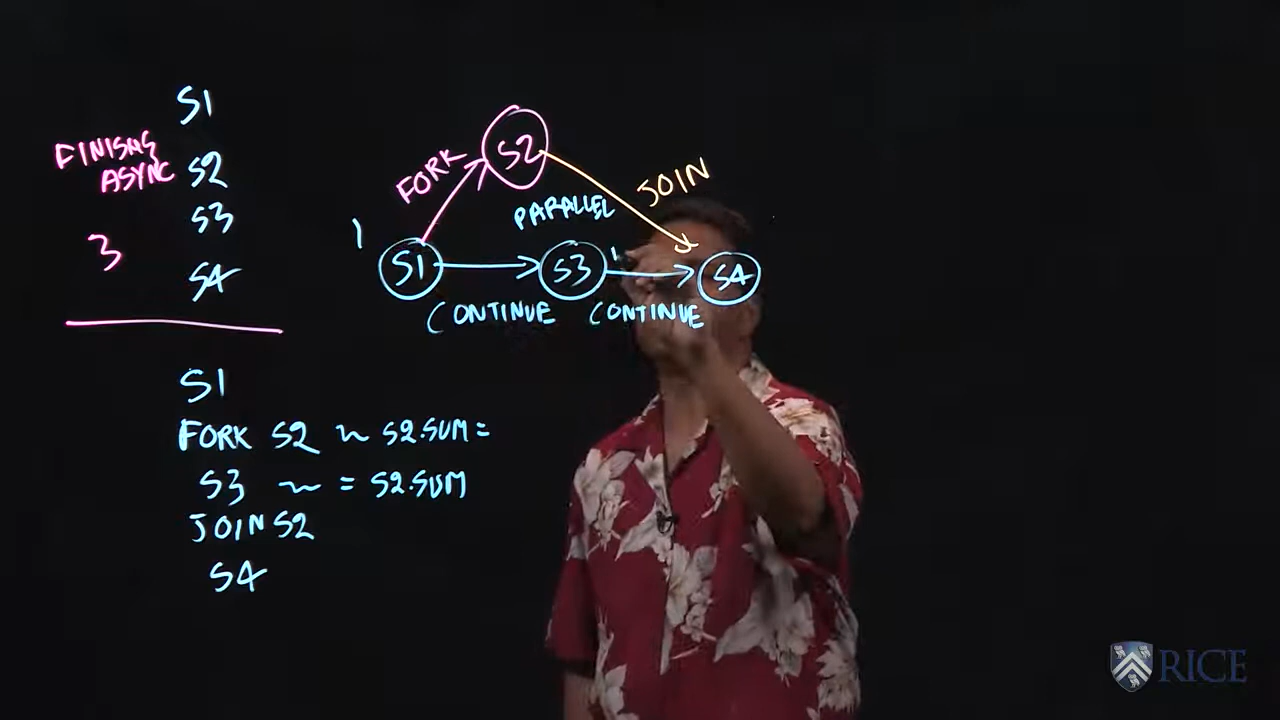 S1
FINISH
ASYNC
S2
S3
3
S4
S1
FORK S2 ~ S2.SUM =
S3 ~ = S2.SUM
JOIN S2
S4
S2
FORK
JOIN
PARALLEL
1
S1
S3
1
S4
CONTINUE
CONTINUE
RICE